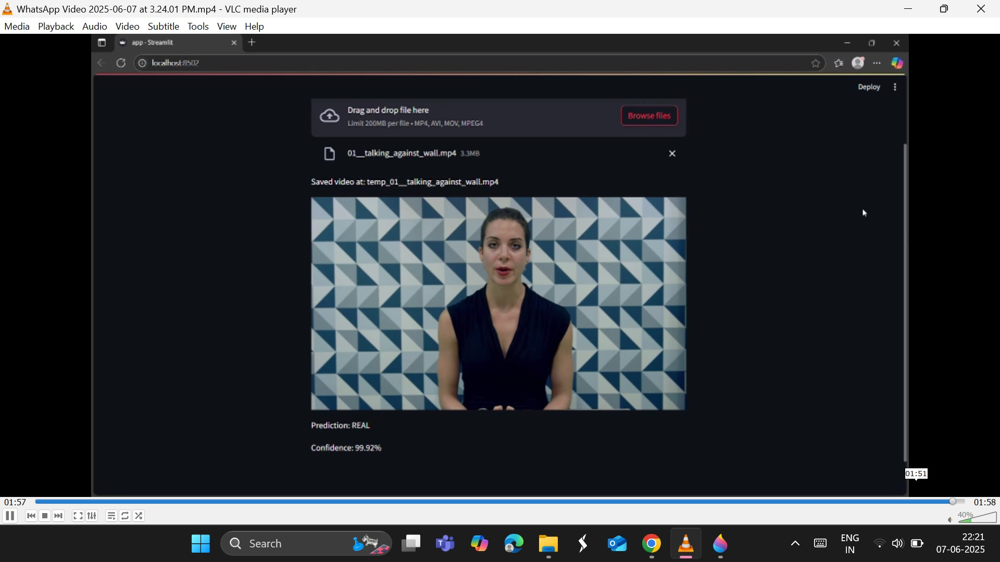 WhatsApp Video 2025-06-07 at 3.24.01 PM.mp4 - VLC media player
Media Playback Audio Video Subtitle Tools View Help
app - Streamlit
localhost:8502
Deploy
Drag and drop file here
Limit 200MB per file • MP4, AVI, MOV, MPEG4
Browse files
01__talking_against_wall.mp4 3.3MB
Saved video at: temp_01__talking_against_wall.mp4
Prediction: REAL
Confidence: 99.92%
01:51
01:57
01:58
40%
Search
ENG
IN
22:21
07-06-2025